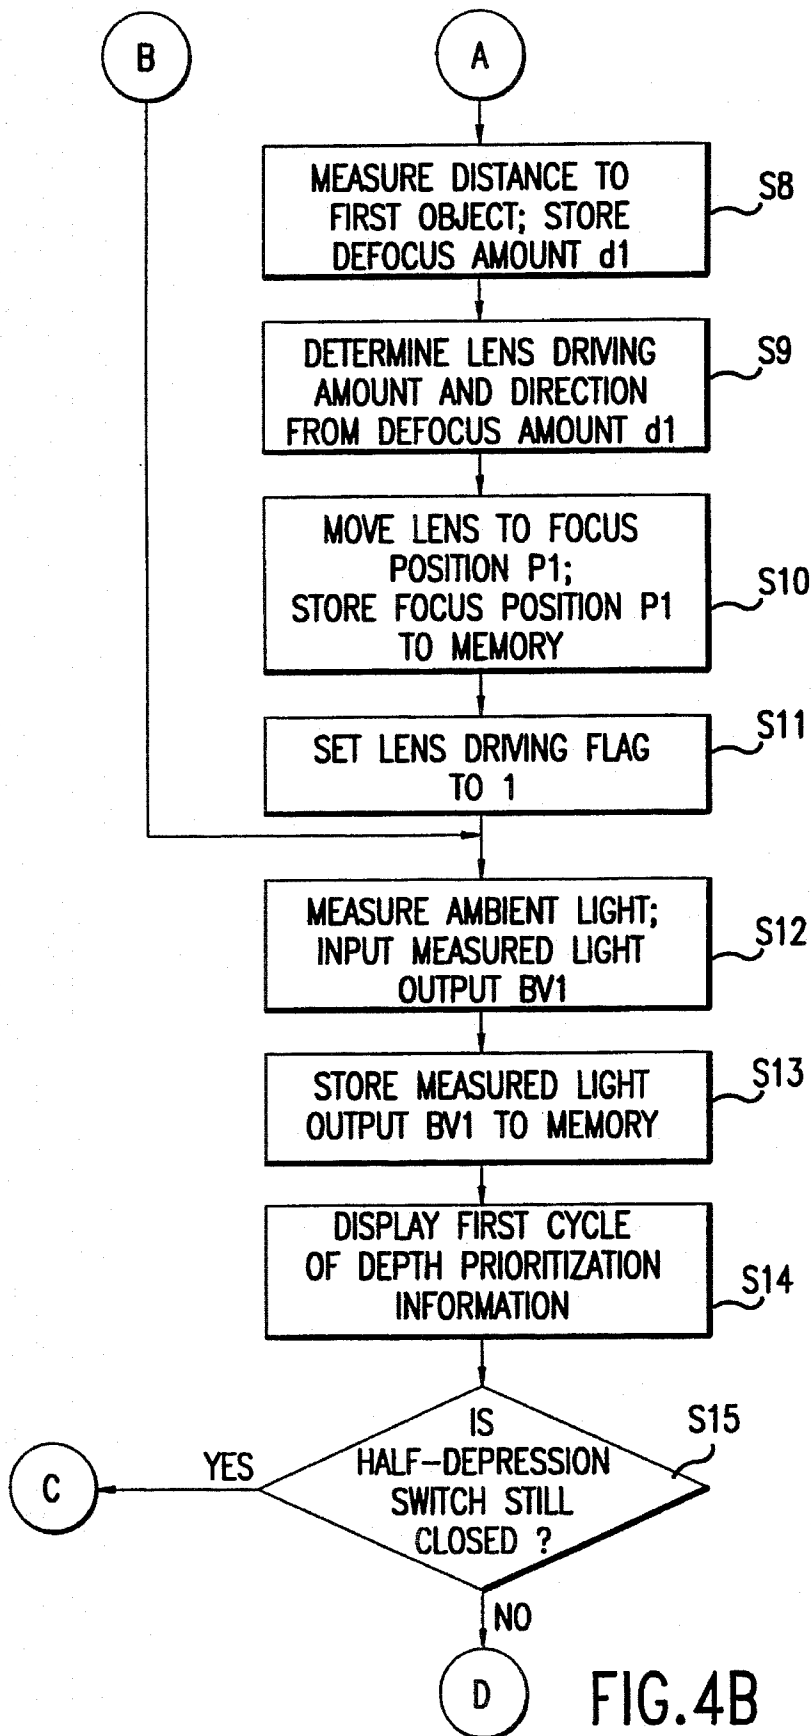 B
A
MEASURE DISTANCE TO
FIRST OBJECT; STORE
DEFOCUS AMOUNT d1
S8
DETERMINE LENS DRIVING
AMOUNT AND DIRECTION
FROM DEFOCUS AMOUNT d1
S9
MOVE LENS TO FOCUS
POSITION P1;
STORE FOCUS POSITION P1
TO MEMORY
S10
SET LENS DRIVING FLAG
TO 1
S11
MEASURE AMBIENT LIGHT;
INPUT MEASURED LIGHT
OUTPUT BV1
S12
STORE MEASURED LIGHT
OUTPUT BV1 TO MEMORY
S13
DISPLAY FIRST CYCLE
OF DEPTH PRIORITIZATION
INFORMATION
S14
IS
HALF-DEPRESSION
SWITCH STILL
CLOSED ?
S15
YES
C
NO
D
FIG.4B